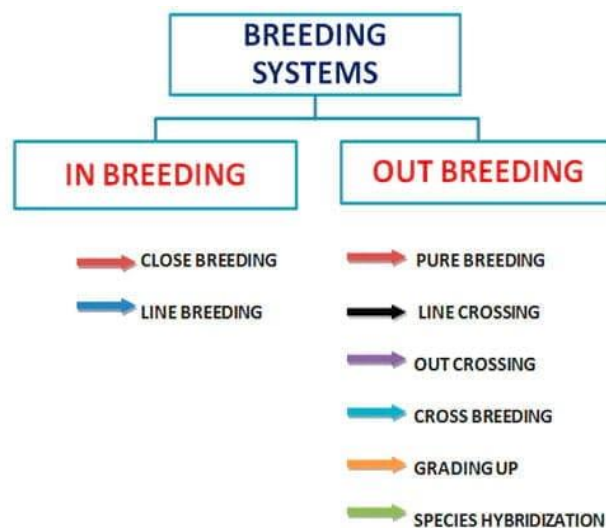 BREEDING
SYSTEMS
IN BREEDING
OUT BREEDING
CLOSE BREEDING
LINE BREEDING
PURE BREEDING
LINE CROSSING
OUT CROSSING
CROSS BREEDING
GRADING UP
SPECIES HYBRIDIZATION